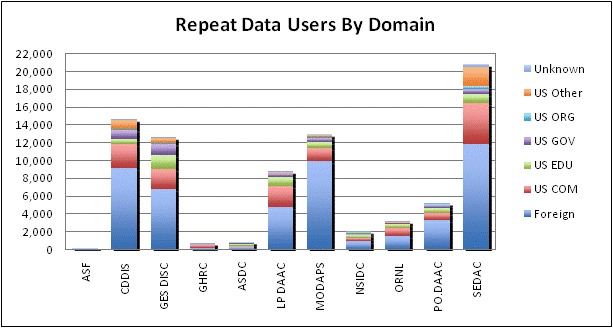 Repeat Data Users By Domain
22,000
20,000
18,000
16,000
14,000
12,000
10,000
8,000
6,000
4,000
2,000
0
ASF
CDDIS
GES DISC
GHRC
ASDC
LP DAAC
MODAPS
NSIDC
ORNL
PO.DAAC
SEDAC
Unknown
US Other
US ORG
US GOV
US EDU
US COM
Foreign